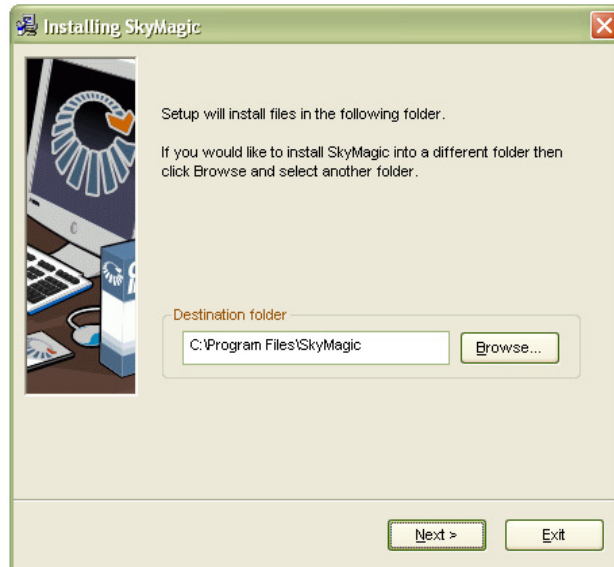 Installing SkyMagic
Setup will install files in the following folder.
If you would like to install SkyMagic into a different folder then
click Browse and select another folder.
Destination folder
C:\Program Files\SkyMagic
Browse...
Next >
Exit